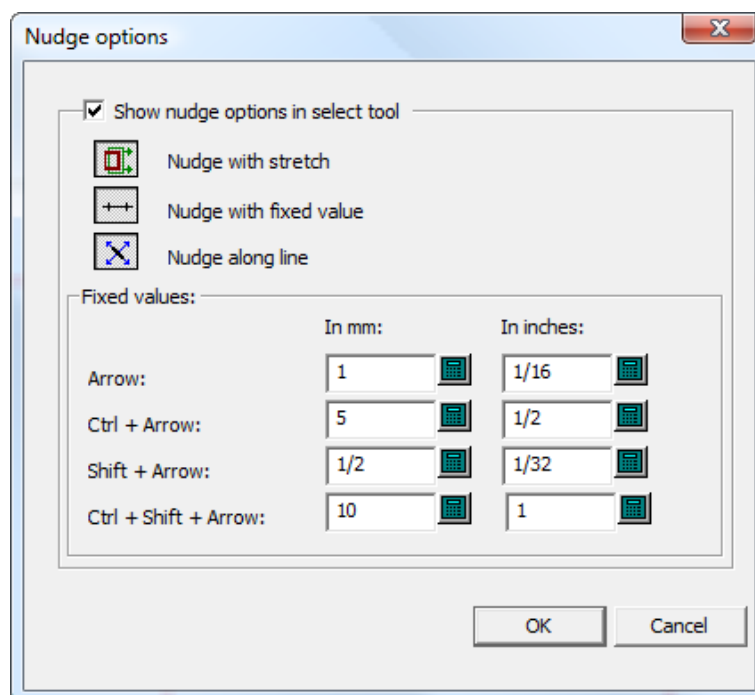 Nudge options
Show nudge options in select tool
Nudge with stretch
Nudge with fixed value
Nudge along line
Fixed values:
In mm: In inches:
Arrow: 1 1/16
Ctrl + Arrow: 5 1/2
Shift + Arrow: 1/2 1/32
Ctrl + Shift + Arrow: 10 1
OK Cancel